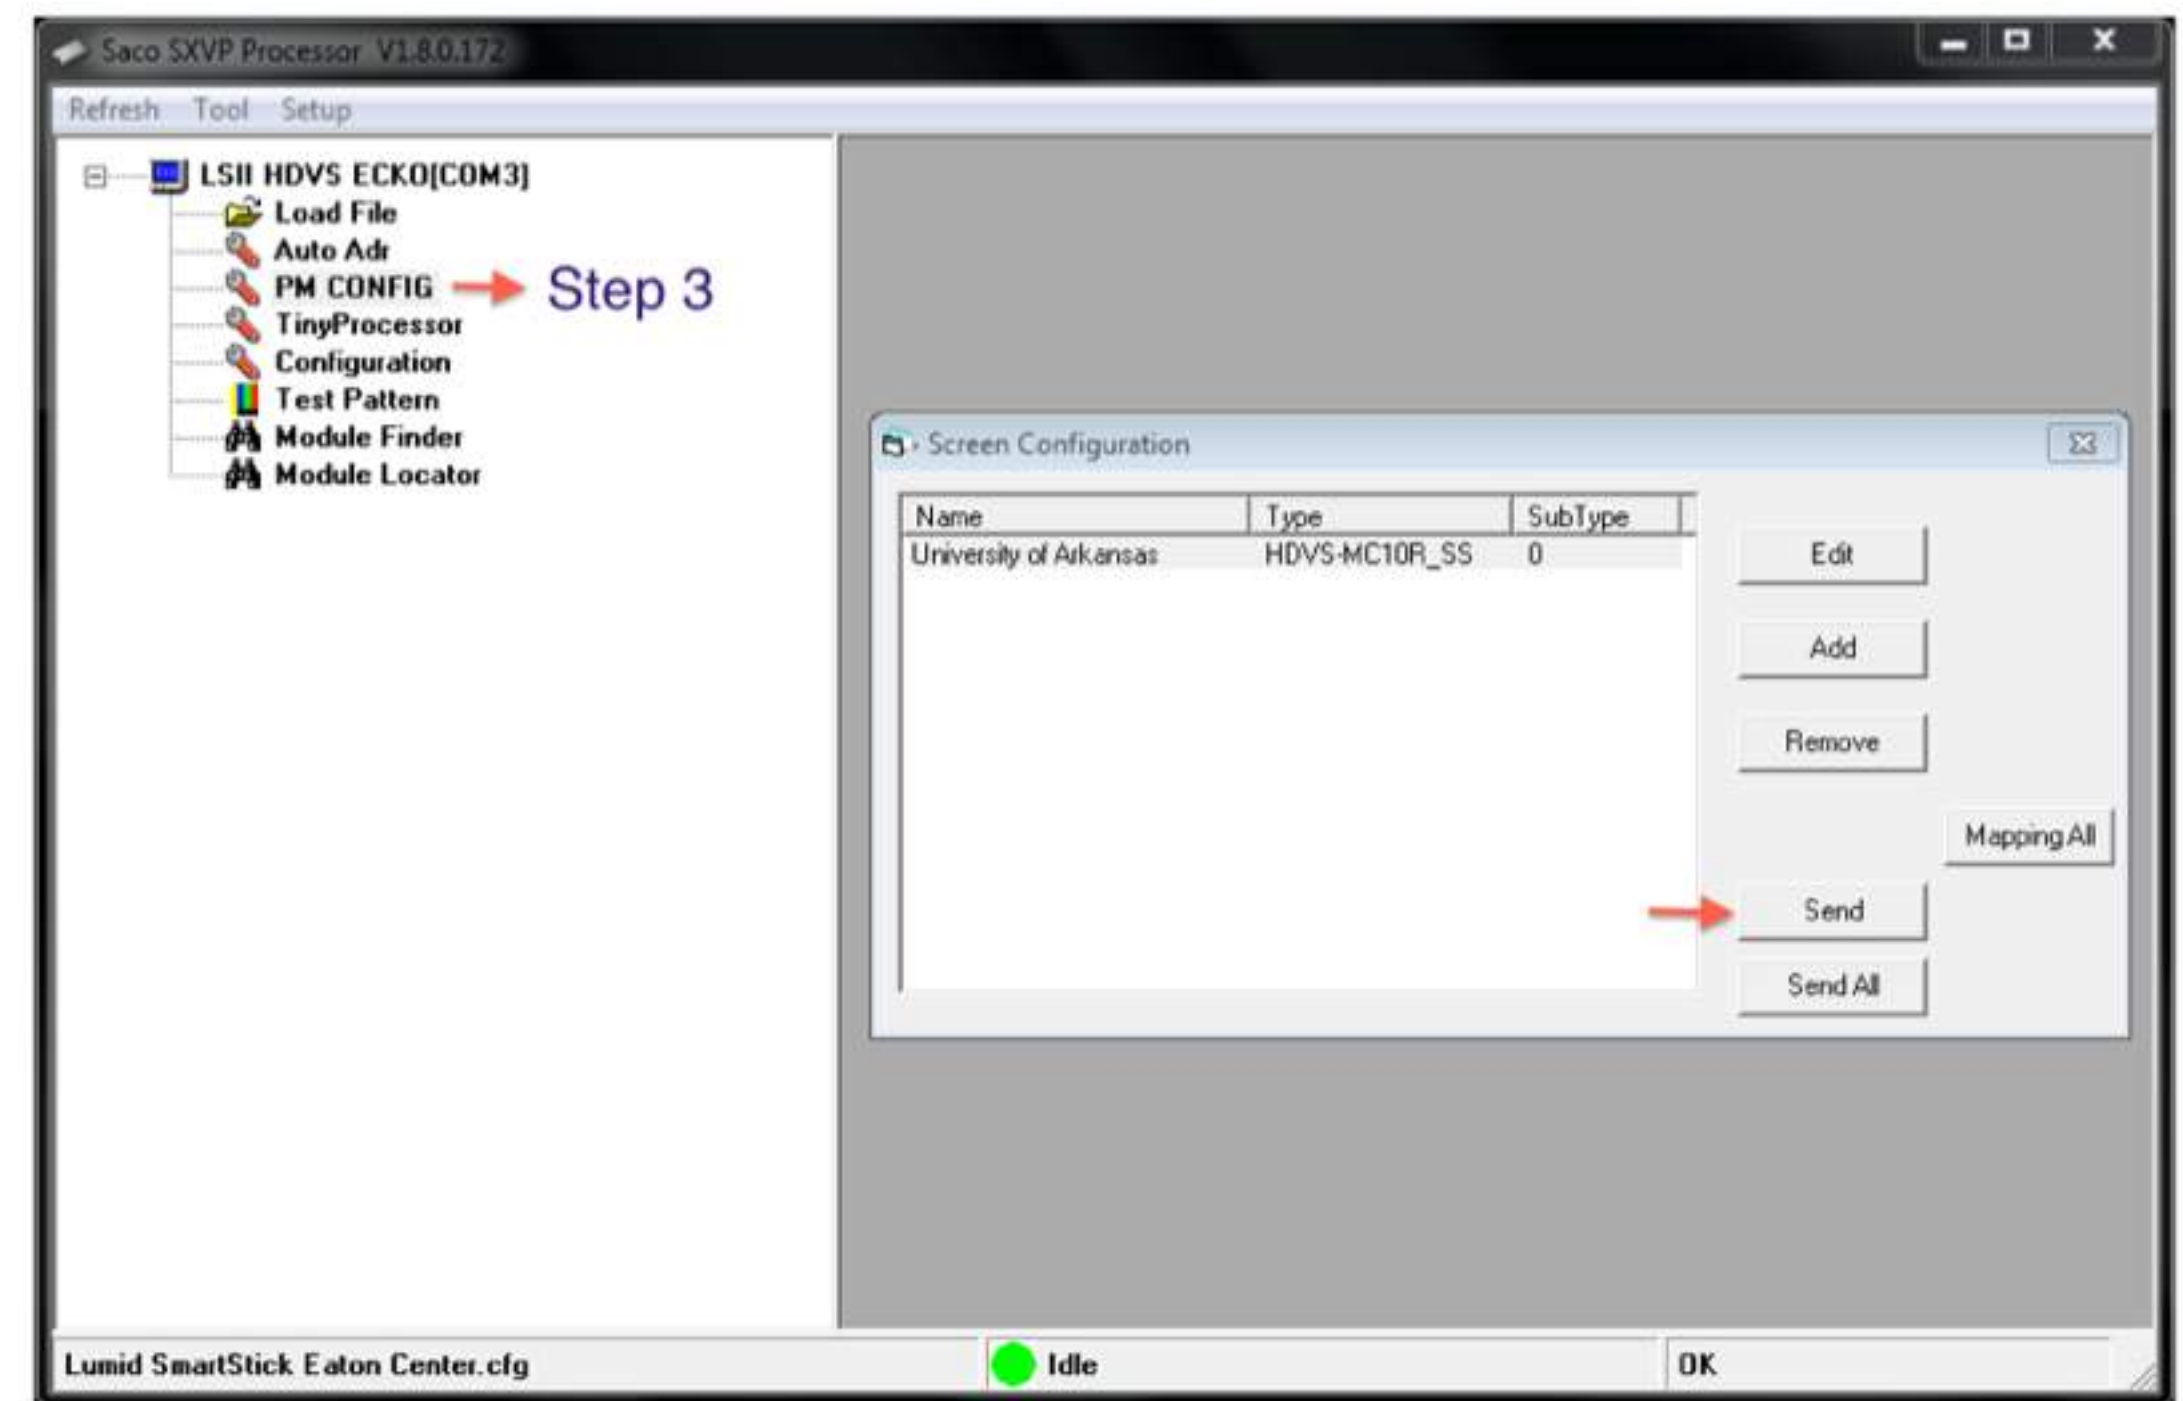 Saco SXVP Processor V1.8.0.172
Refresh Tool Setup
LSII HDVS ECKO[COM3]
Load File
Auto Adr
PM CONFIG Step 3
TinyProcessor
Configuration
Test Pattern
Module Finder
Module Locator
Screen Configuration
Name Type SubType
University of Arkansas HDVS-MC10R_SS 0
Edit
Add
Remove
Mapping All
Send
Send All
Lumid SmartStick Eaton Center.cfg Idle OK